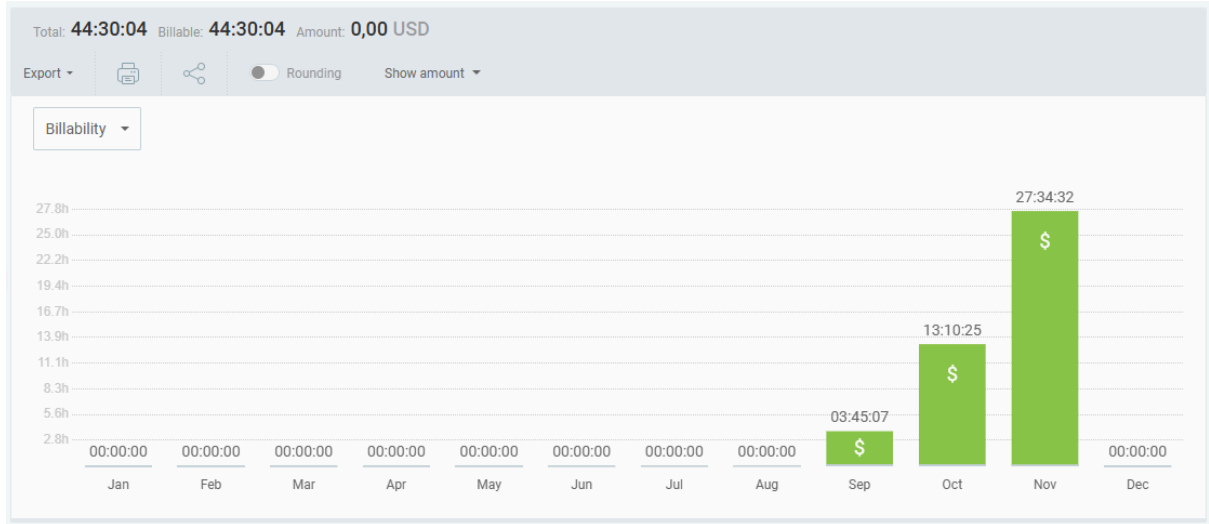 Total: 44:30:04 Billable: 44:30:04 Amount: 0,00 USD
Export Rounding Show amount
Billability
27:34:32
27.8h
25.0h $
22.2h
19.4h
16.7h
13:10:25
13.9h
11.1h $
8.3h
03:45:07
5.6h
2.8h
00:00:00 00:00:00 00:00:00 00:00:00 00:00:00 00:00:00 00:00:00 00:00:00 $ 00:00:00
Jan Feb Mar Apr May Jun Jul Aug Sep Oct Nov Dec